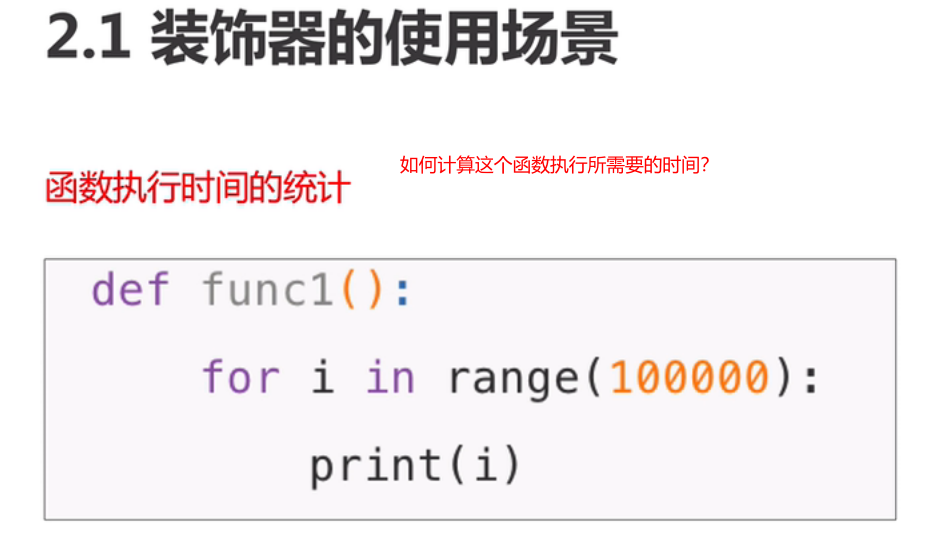 2.1 装饰器的使用场景
如何计算这个函数执行所需要的时间?
函数执行时间的统计
def func1():
for i in range(100000):
print(i)